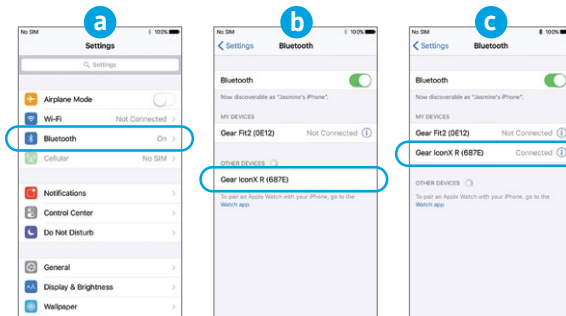 a
No SIM 100%
Settings
Settings
Airplane Mode
Wi-Fi Not Connected
Bluetooth On
Cellular No SIM
Notifications
Control Center
Do Not Disturb
General
Display & Brightness
Wallpaper
b
No SIM 100%
Settings Bluetooth
Bluetooth
Now discoverable as "Jasmine's iPhone".
MY DEVICES
Gear Fit2 (0E12) Not Connected
OTHER DEVICES
Gear IconX R (687E)
To pair an Apple Watch with your iPhone, go to the
Watch app.
c
No SIM 100%
Settings Bluetooth
Bluetooth
Now discoverable as "Jasmine's iPhone".
MY DEVICES
Gear Fit2 (0E12) Not Connected
Gear IconX R (687E) Connected
OTHER DEVICES
To pair an Apple Watch with your iPhone, go to the
Watch app.